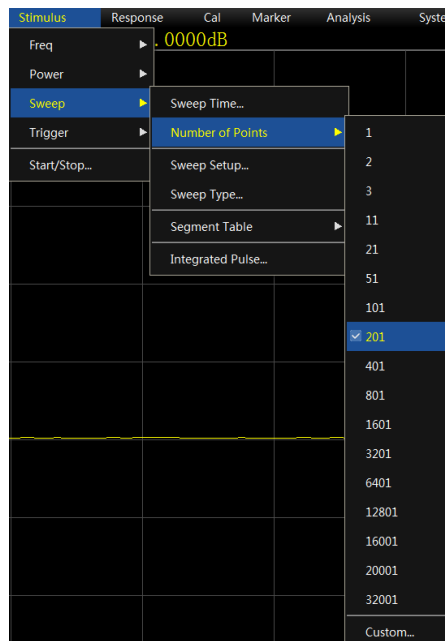 Stimulus Response Cal Marker Analysis Syste
.0000dB
Freq
Power
Sweep
Trigger
Start/Stop...
Sweep Time...
Number of Points
Sweep Setup...
Sweep Type...
Segment Table
Integrated Pulse...
1
2
3
11
21
51
101
201
401
801
1601
3201
6401
12801
16001
20001
32001
Custom...